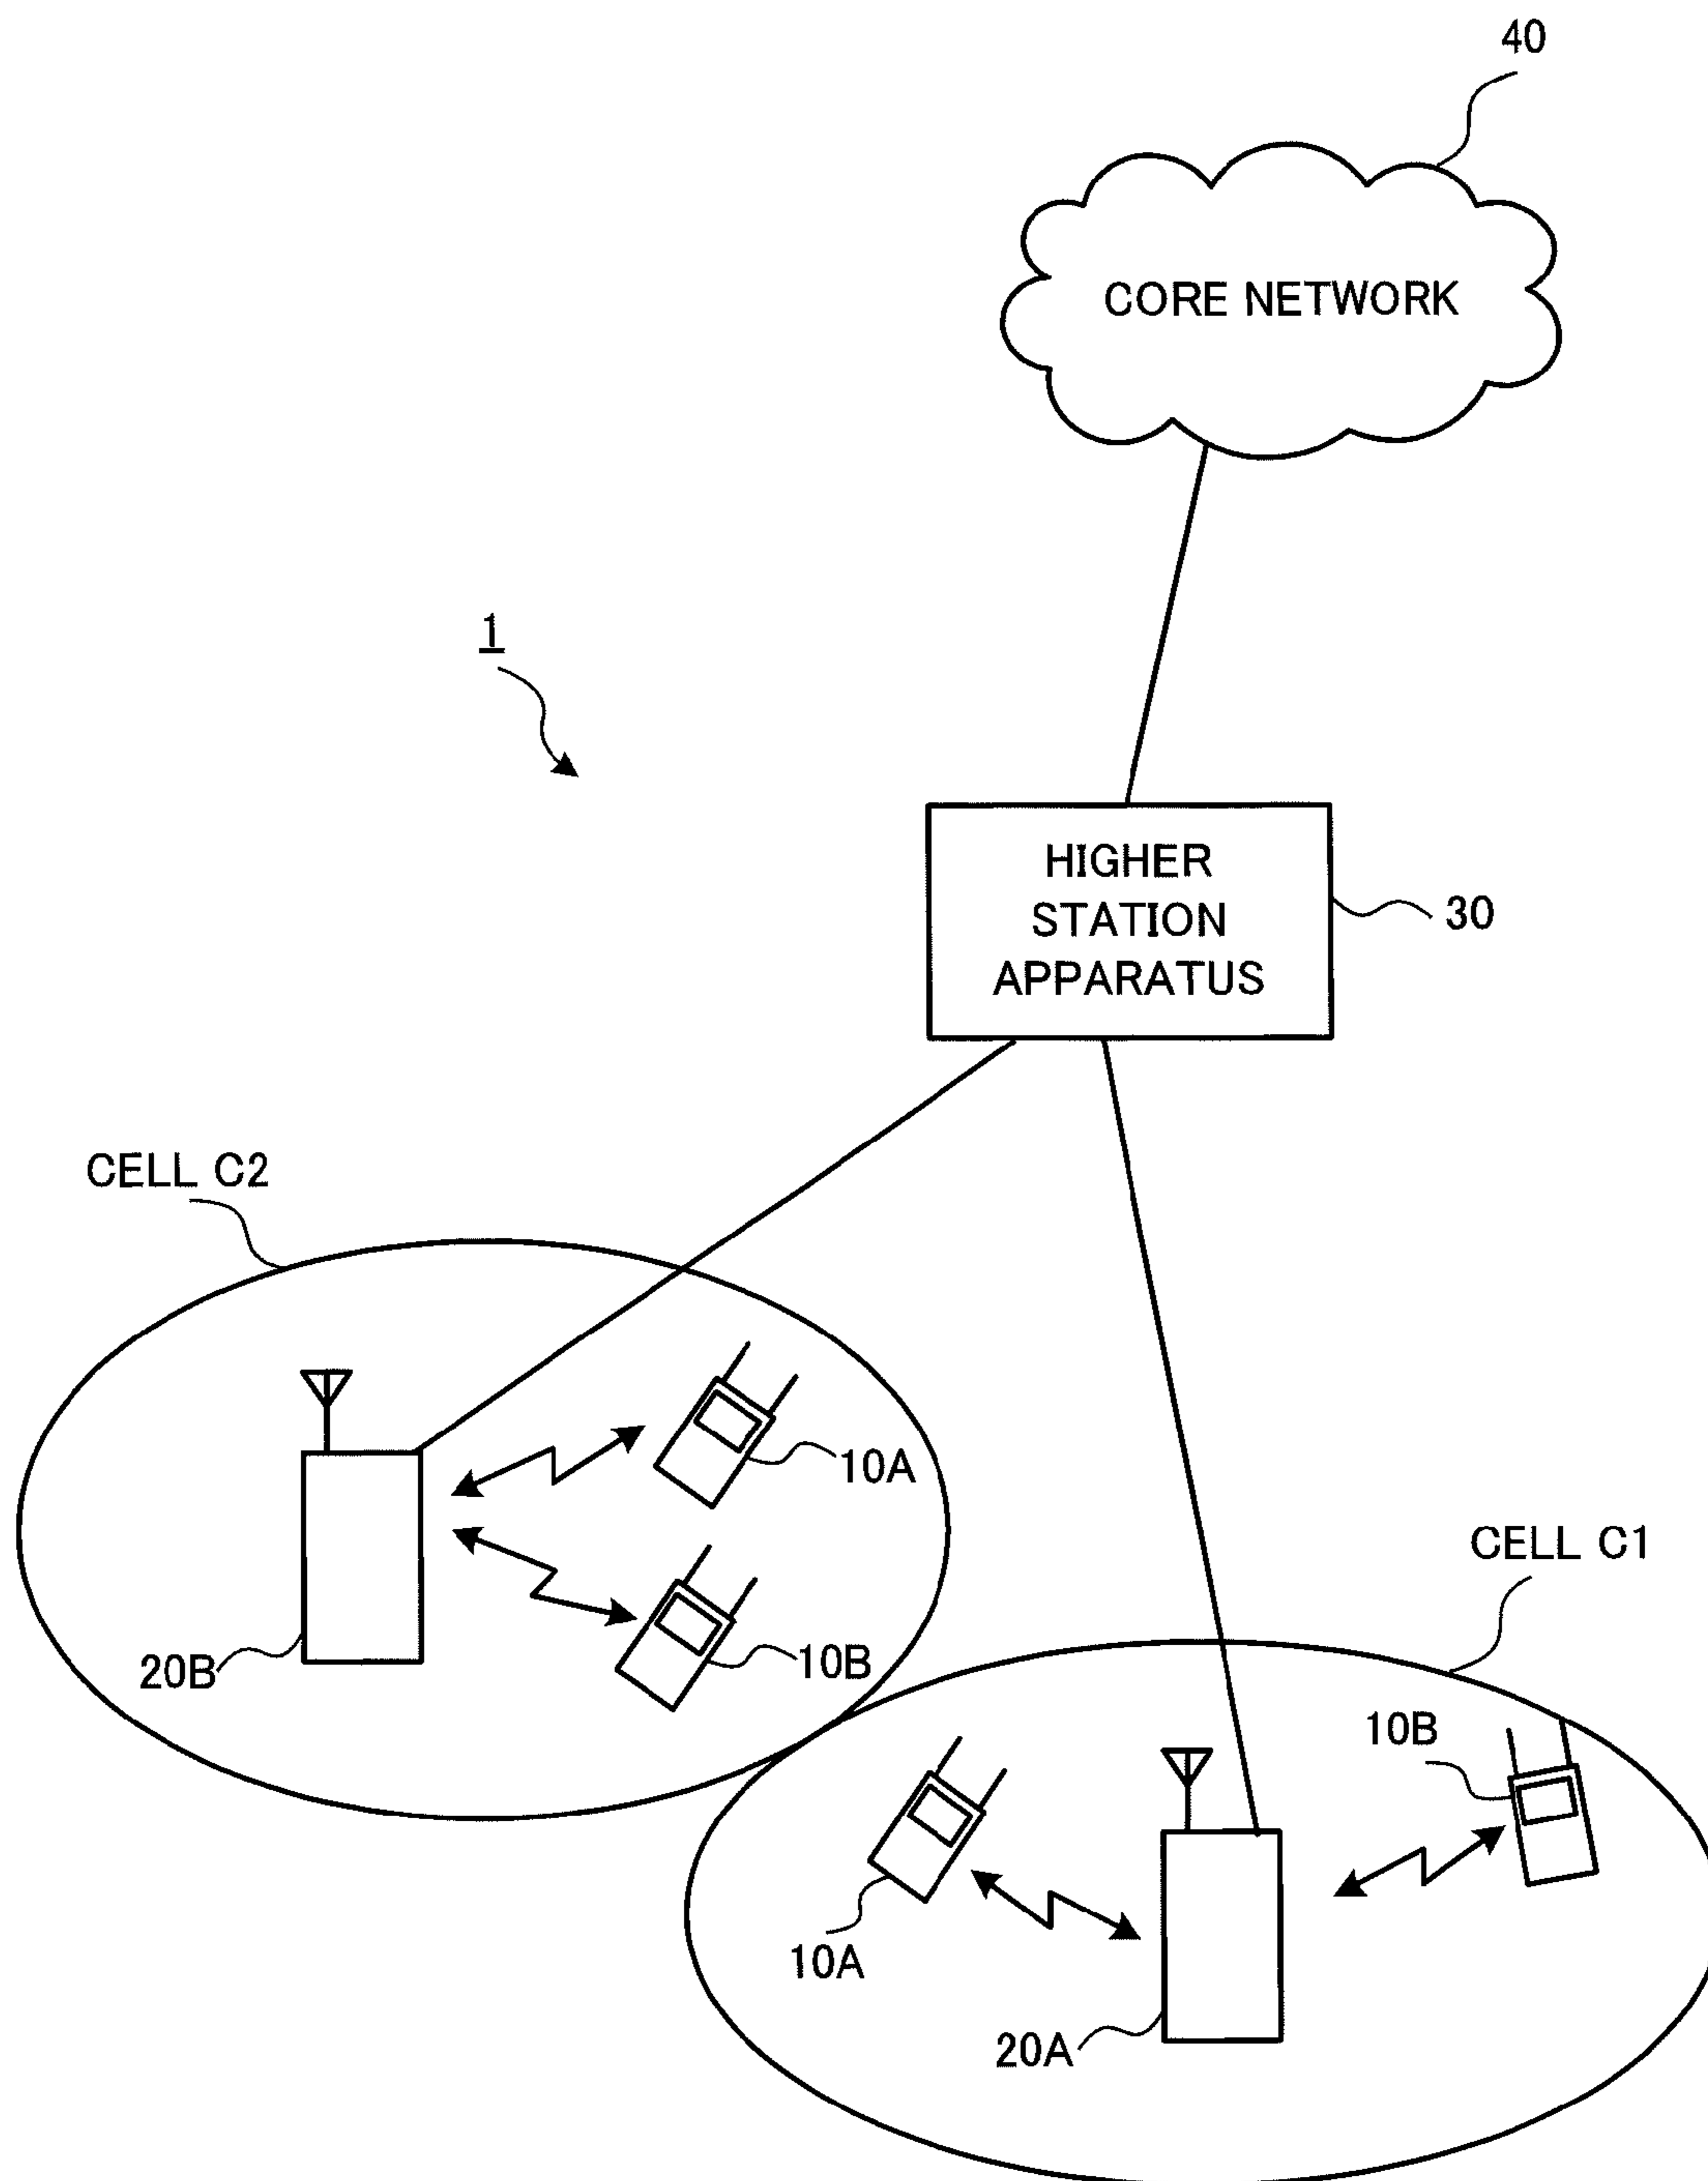 40
CORE NETWORK
1
HIGHER
STATION
APPARATUS
30
CELL C2
10A
CELL C1
20B
10B
10B
10A
20A